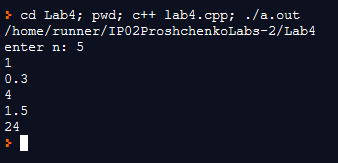 > cd Lab4; pwd; c++ lab4.cpp; ./a.out
/home/runner/IP02ProshchenkoLabs-2/Lab4
enter n: 5
1
0.3
4
1.5
24
>